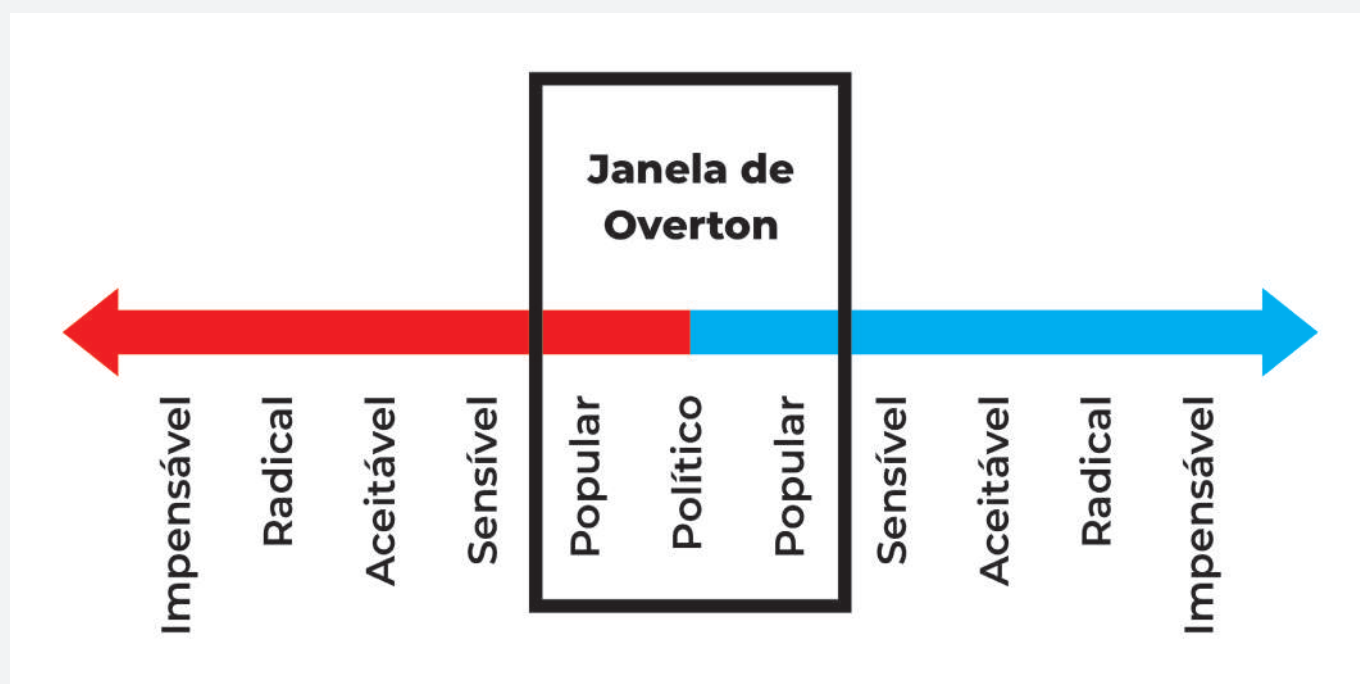 Janela de
Overton
Impensável
Radical
Aceitável
Sensível
Popular
Político
Popular
Sensível
Aceitável
Radical
Impensável